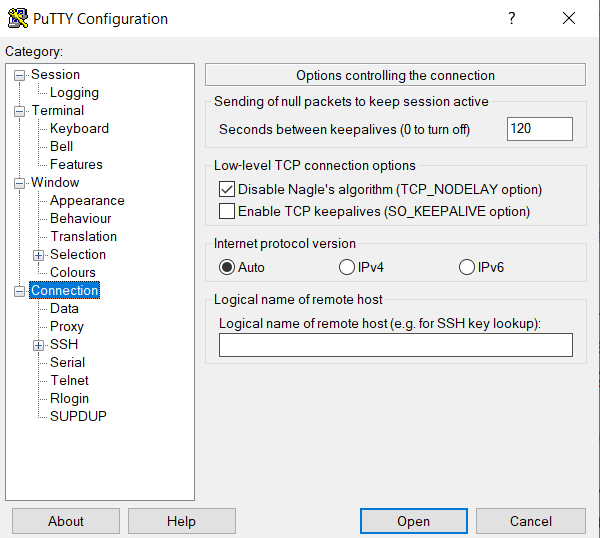 PuTTY Configuration
?
Category:
Session
Logging
Terminal
Keyboard
Bell
Features
Window
Appearance
Behaviour
Translation
Selection
Colours
Connection
Data
Proxy
SSH
Serial
Telnet
Rlogin
SUPDUP
Options controlling the connection
Sending of null packets to keep session active
Seconds between keepalives (0 to turn off) 120
Low-level TCP connection options
Disable Nagle's algorithm (TCP_NODELAY option)
Enable TCP keepalives (SO_KEEPALIVE option)
Internet protocol version
Auto IPv4 IPv6
Logical name of remote host
Logical name of remote host (e.g. for SSH key lookup):
About Help Open Cancel